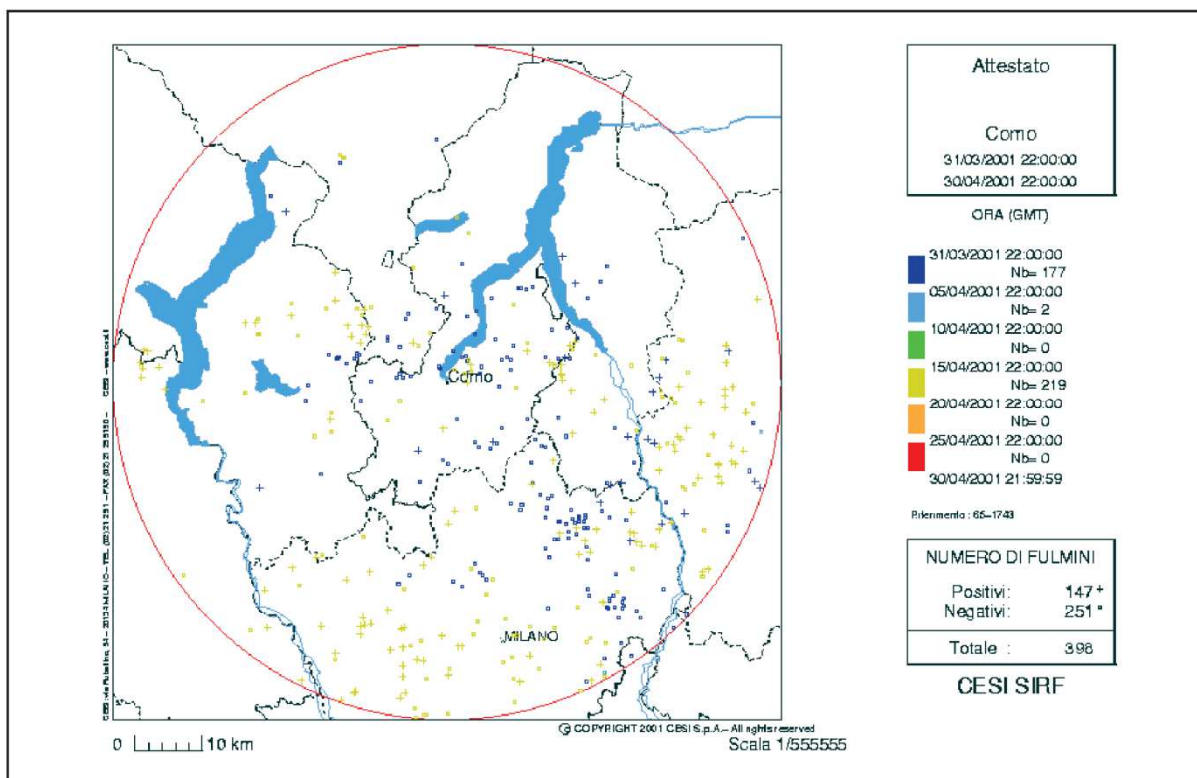 Attestato
Como
31/03/2001 22:00:00
30/04/2001 22:00:00
ORA (GMT)
31/03/2001 22:00:00
Nb= 177
05/04/2001 22:00:00
Nb= 2
10/04/2001 22:00:00
Nb= 0
15/04/2001 22:00:00
Nb= 219
20/04/2001 22:00:00
Nb= 0
25/04/2001 22:00:00
Nb= 0
30/04/2001 21:59:59
Riferimento : 65-1743
NUMERO DI FULMINI
Positivi: 147 +
Negativi: 251 °
Totale : 398
CESI SIRF
Como
MILANO
© COPYRIGHT 2001 CESI S.p.A. - All rights reserved
0 10 km
Scala 1/555555